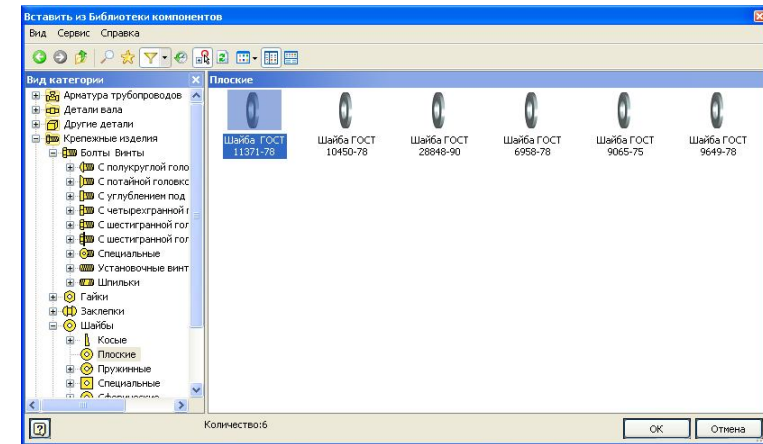 Вставить из Библиотеки компонентов
Вид Сервис Справка
Вид категории
Арматура трубопроводов
Детали вала
Другие детали
Крепежные изделия
Болты Винты
С полукруглой голо
С потайной головкс
С углублением под
С четырехгранной г
С шестигранной гол
С шестигранной гол
Специальные
Установочные винт
Шпильки
Гайки
Заклепки
Шайбы
Косые
Плоские
Пружинные
Специальные
Сферические
Плоские
Шайба ГОСТ
11371-78
Шайба ГОСТ
10450-78
Шайба ГОСТ
28848-90
Шайба ГОСТ
6958-78
Шайба ГОСТ
9065-75
Шайба ГОСТ
9649-78
Количество:6
ОК
Отмена